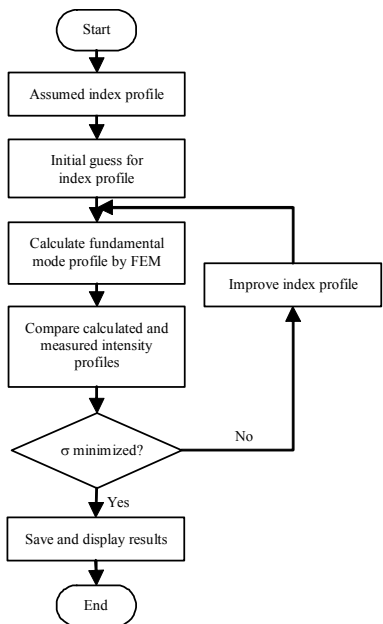 Start
Assumed index profile
Initial guess for
index profile
Calculate fundamental
mode profile by FEM
Improve index profile
Compare calculated and
measured intensity
profiles
σ minimized?
No
Yes
Save and display results
End